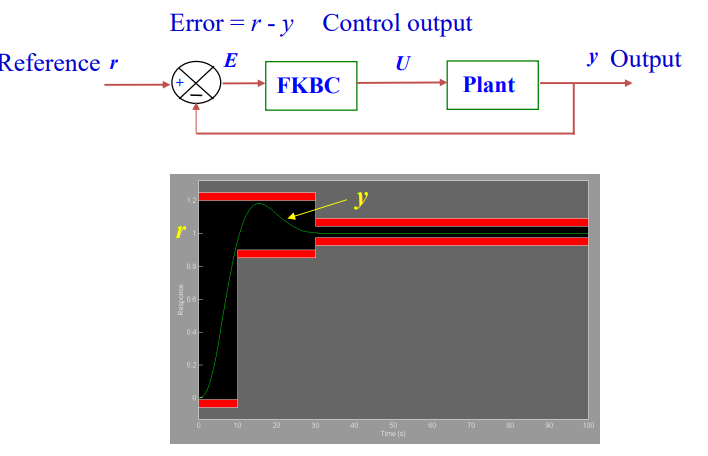 Error = r - y Control output
Reference r
E
U
y Output
+
FKBC
Plant
y
r
1.2
1
0.8
0.6
0.4
0.2
0
Response
0 10 20 30 40 50 60 70 80 90 100
Time (s)